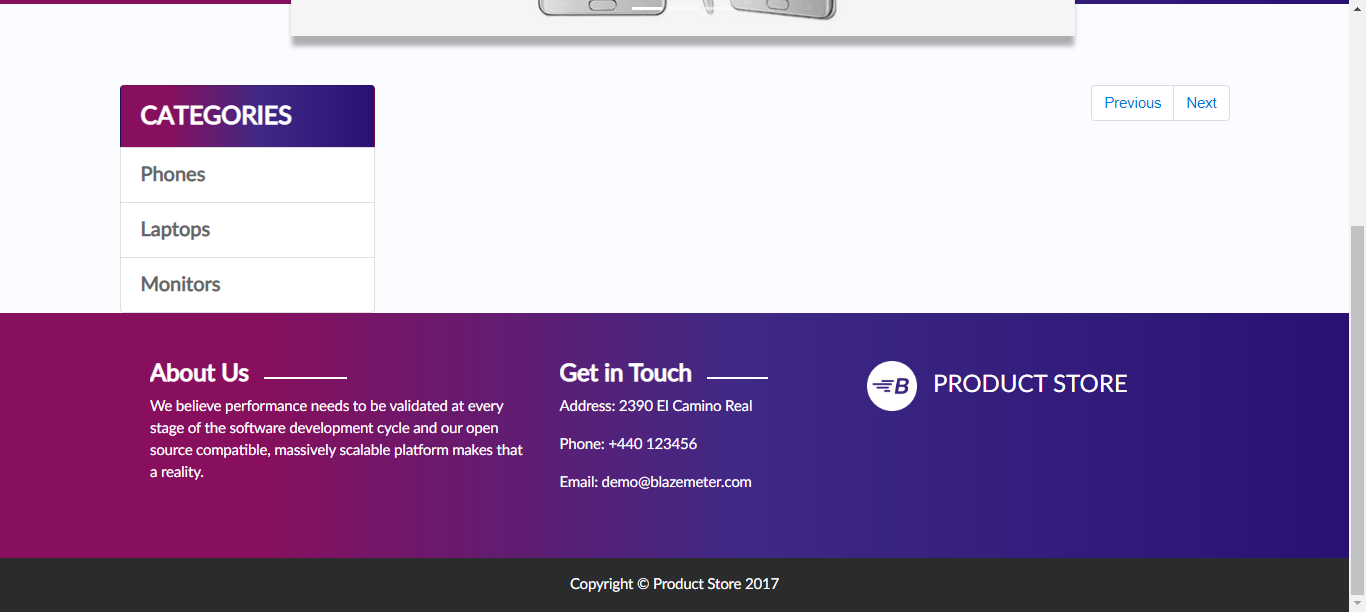 CATEGORIES
Phones
Laptops
Monitors
Previous
Next
About Us
We believe performance needs to be validated at every
stage of the software development cycle and our open
source compatible, massively scalable platform makes that
a reality.
Get in Touch
Address: 2390 El Camino Real
Phone: +440 123456
Email: demo@blazemeter.com
B
PRODUCT STORE
Copyright © Product Store 2017